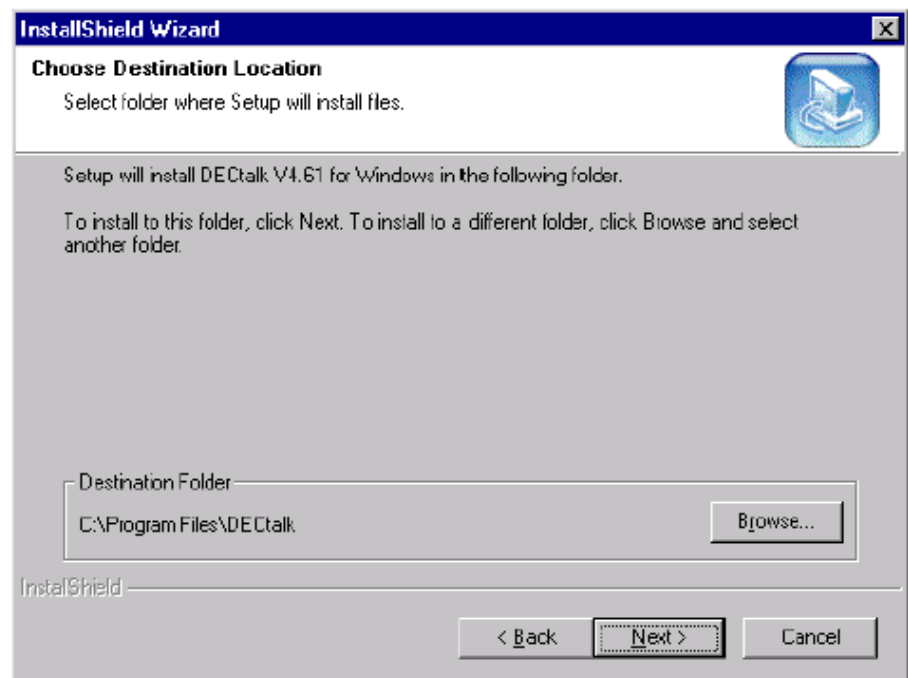 InstallShield Wizard
Choose Destination Location
Select folder where Setup will install files.
Setup will install DECtalk V4.61 for Windows in the following folder.
To install to this folder, click Next. To install to a different folder, click Browse and select
another folder.
Destination Folder
C:\Program Files\DECtalk
Browse...
InstallShield
< Back
Next >
Cancel